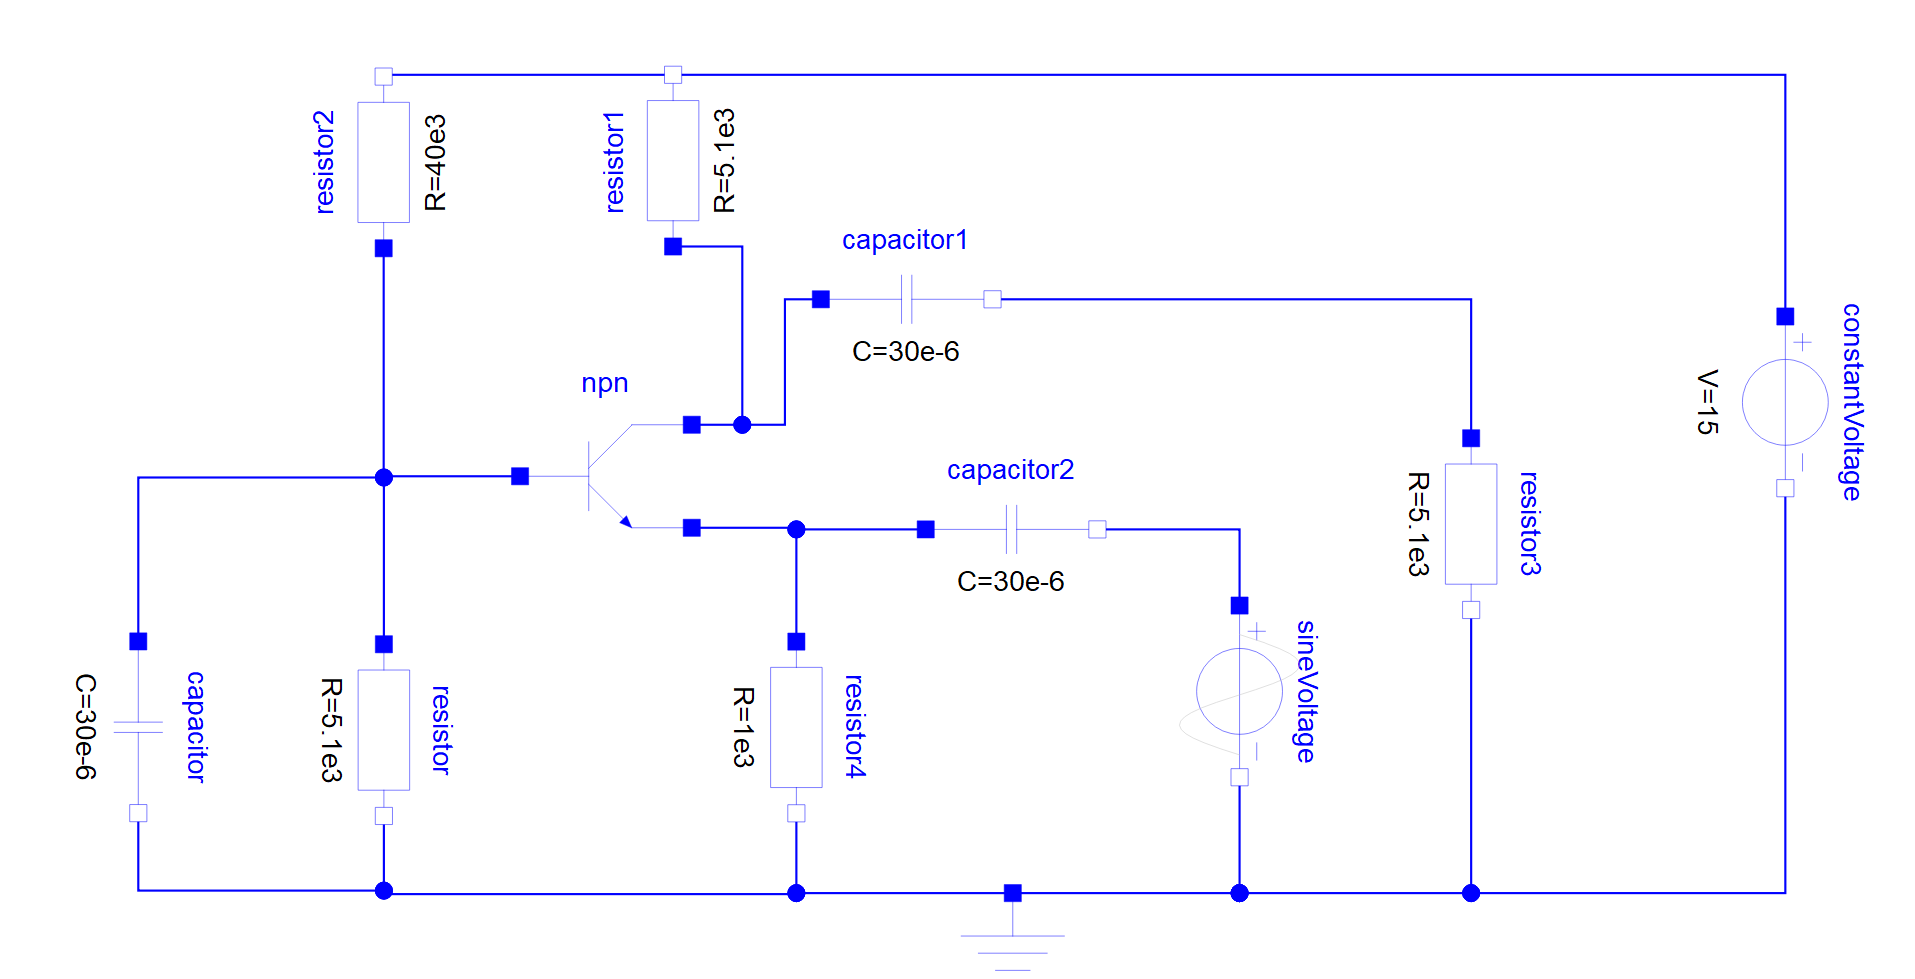 resistor2
R=40e3
resistor1
R=5.1e3
capacitor1
C=30e-6
npn
constantVoltage
V=15
+
−
capacitor2
C=30e-6
R=5.1e3
resistor3
sineVoltage
+
−
C=30e-6
capacitor
R=5.1e3
resistor
R=1e3
resistor4